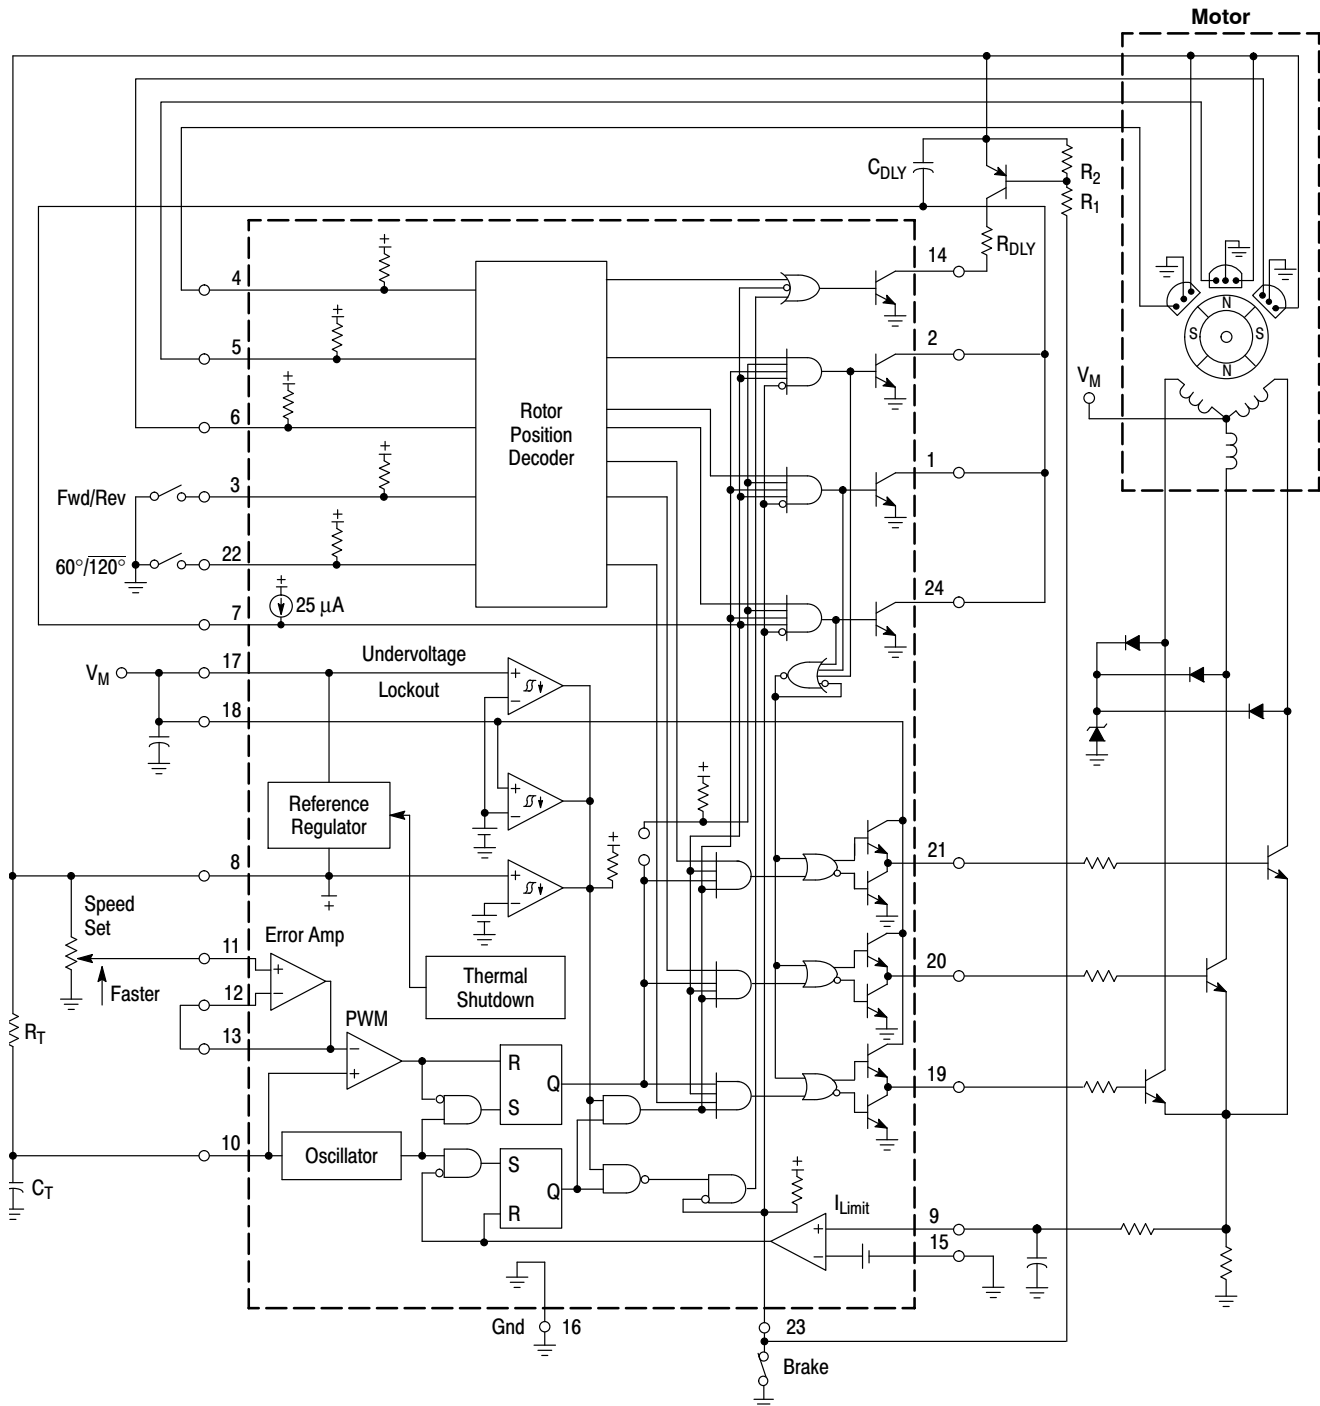 Motor
C_DLY
R_2
R_1
R_DLY
14
4
N
S
S
N
5
2
V_M
6
Rotor
Position
Decoder
1
Fwd/Rev
3
60°/120°
22
24
25 μA
7
V_M
17
Undervoltage
Lockout
18
Reference
Regulator
8
21
Speed
Set
Error Amp
11
Faster
Thermal
Shutdown
20
12
R_T
13
PWM
R
Q
S
19
10
Oscillator
S
Q
R
C_T
I_Limit
9
15
Gnd
16
23
Brake